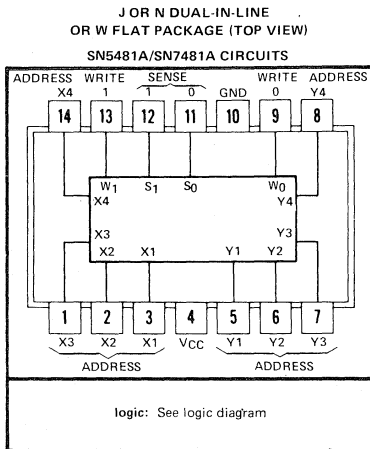 J OR N DUAL-IN-LINE
OR W FLAT PACKAGE (TOP VIEW)
SN5481A/SN7481A CIRCUITS
ADDRESS WRITE SENSE WRITE ADDRESS
X4 1 1 0 GND 0 Y4
14 13 12 11 10 9 8
W1 S1 S0 W0
X4 Y4
X3 Y3
X2 X1 Y1 Y2
1 2 3 4 5 6 7
X3 X2 X1 VCC Y1 Y2 Y3
ADDRESS ADDRESS
logic: See logic diagram